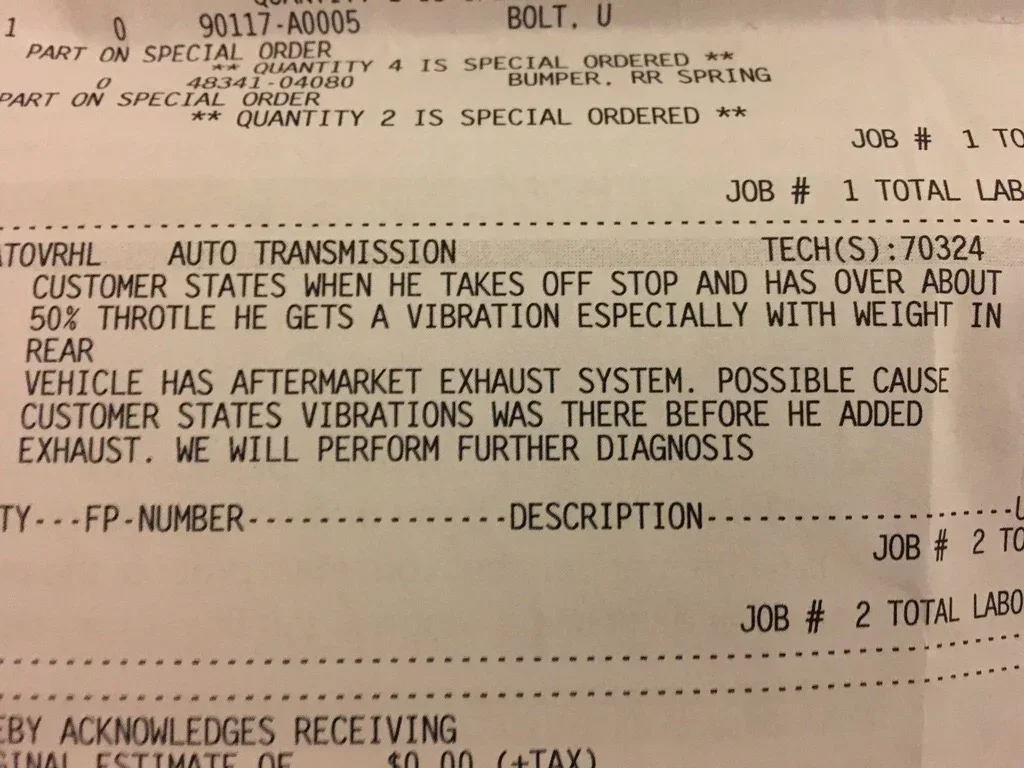 1 0 90117-A0005 BOLT. U
PART ON SPECIAL ORDER
** QUANTITY 4 IS SPECIAL ORDERED **
0 48341-04080 BUMPER. RR SPRING
PART ON SPECIAL ORDER
** QUANTITY 2 IS SPECIAL ORDERED **
JOB # 1 TO
JOB # 1 TOTAL LAB
ATOVRHL AUTO TRANSMISSION TECH(S):70324
CUSTOMER STATES WHEN HE TAKES OFF STOP AND HAS OVER ABOUT
50% THROTLE HE GETS A VIBRATION ESPECIALLY WITH WEIGHT IN
REAR
VEHICLE HAS AFTERMARKET EXHAUST SYSTEM. POSSIBLE CAUSE
CUSTOMER STATES VIBRATIONS WAS THERE BEFORE HE ADDED
EXHAUST. WE WILL PERFORM FURTHER DIAGNOSIS
TY---FP-NUMBER---------------DESCRIPTION-------------------U
JOB # 2 TO
JOB # 2 TOTAL LABO
EBY ACKNOWLEDGES RECEIVING
GINAL ESTIMATE OF $0.00 (+TAX)